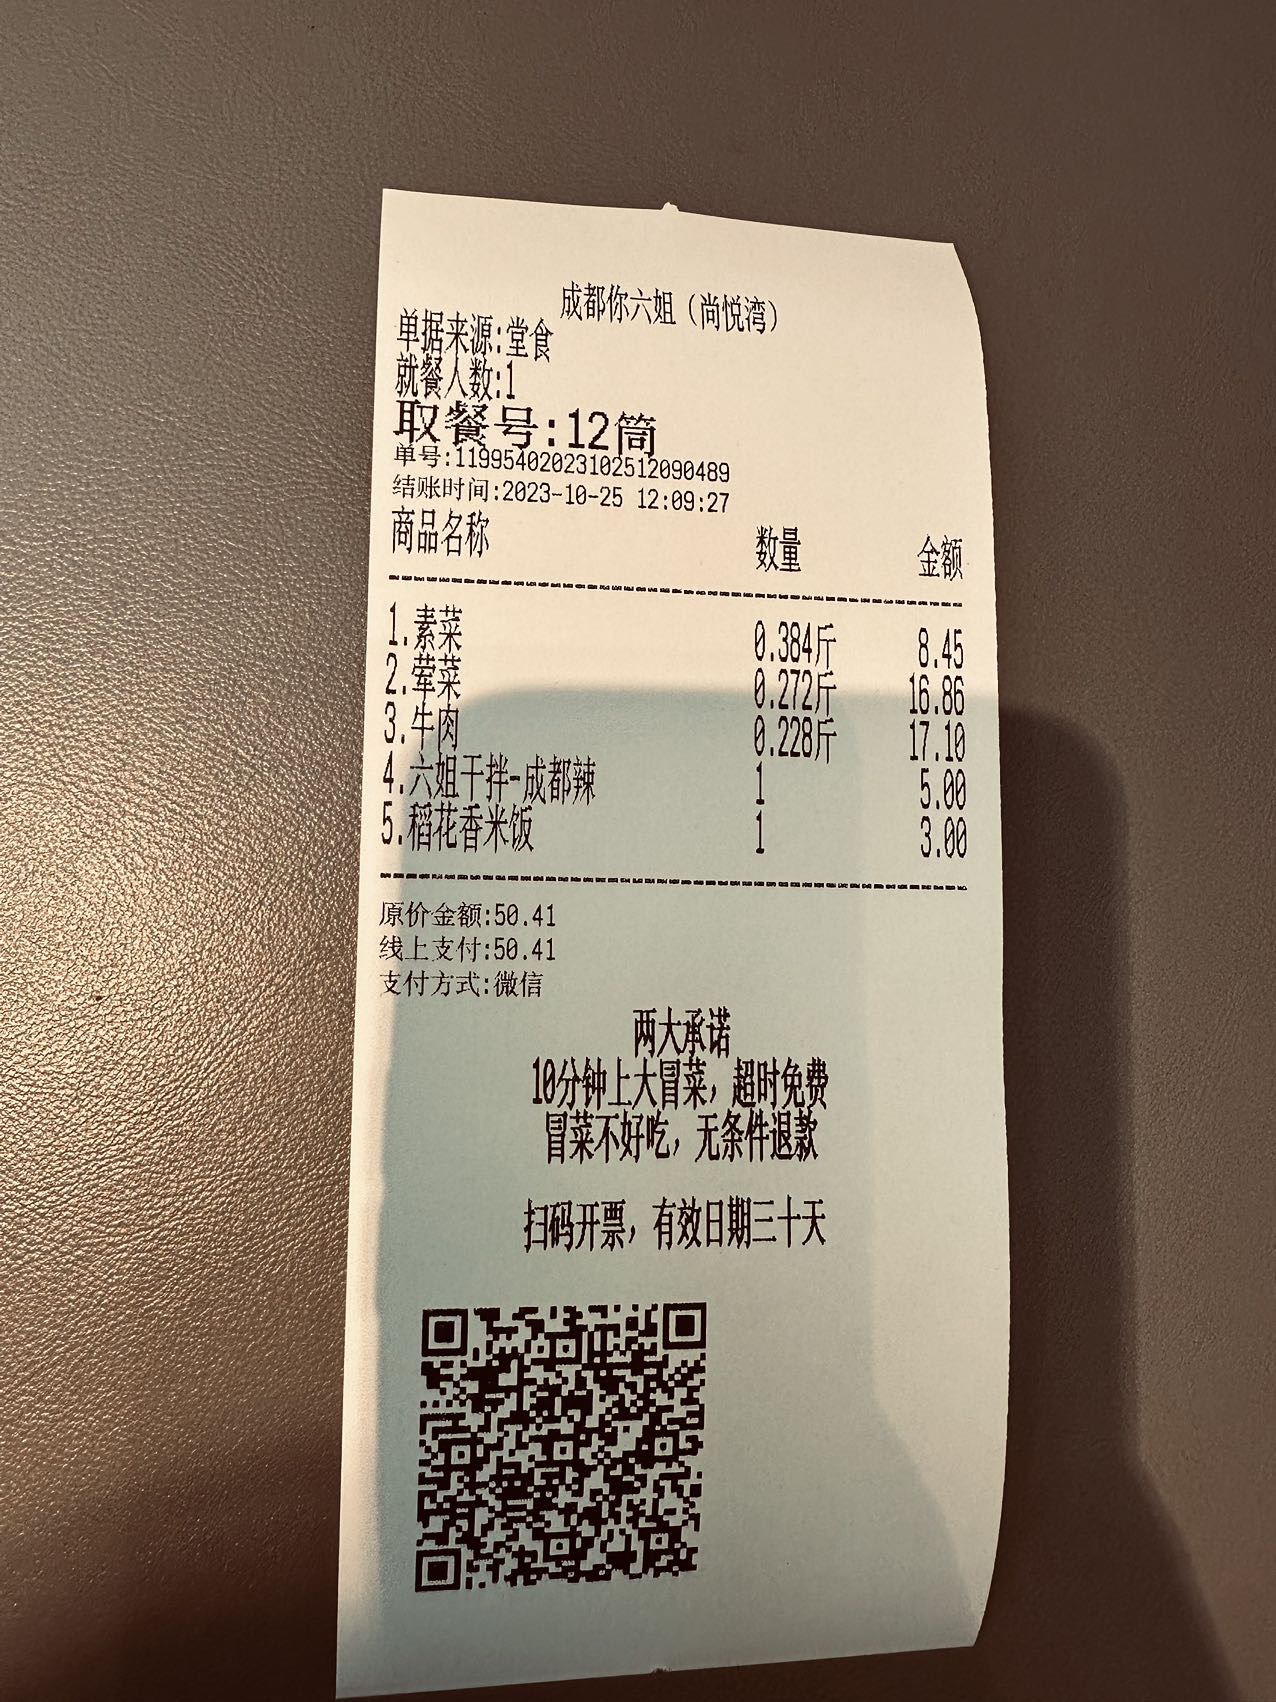 成都你六姐（尚悦湾）
单据来源:堂食
就餐人数:1
取餐号:12筒
单号:11995402023102512090489
结账时间:2023-10-25 12:09:27
商品名称 数量 金额
1.素菜 0.384斤 8.45
2.荤菜 0.272斤 16.86
3.牛肉 0.228斤 17.10
4.六姐干拌-成都辣 1 5.00
5.稻花香米饭 1 3.00
原价金额:50.41
线上支付:50.41
支付方式:微信
两大承诺
10分钟上大冒菜，超时免费
冒菜不好吃，无条件退款
扫码开票，有效日期三十天